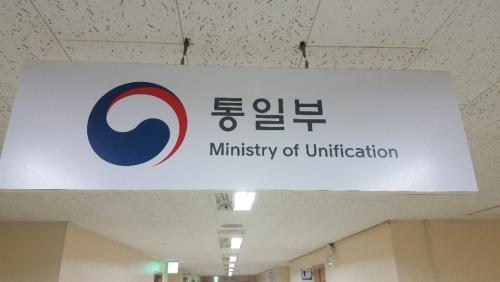 통일부
Ministry of Unification